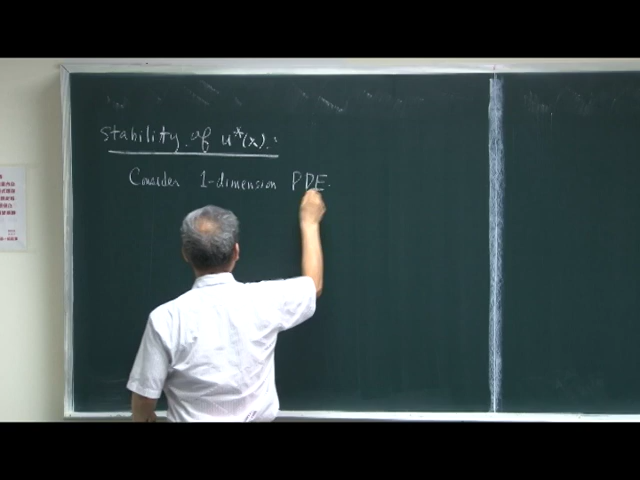 Stability of u*(x).
Consider 1-dimension PDE.